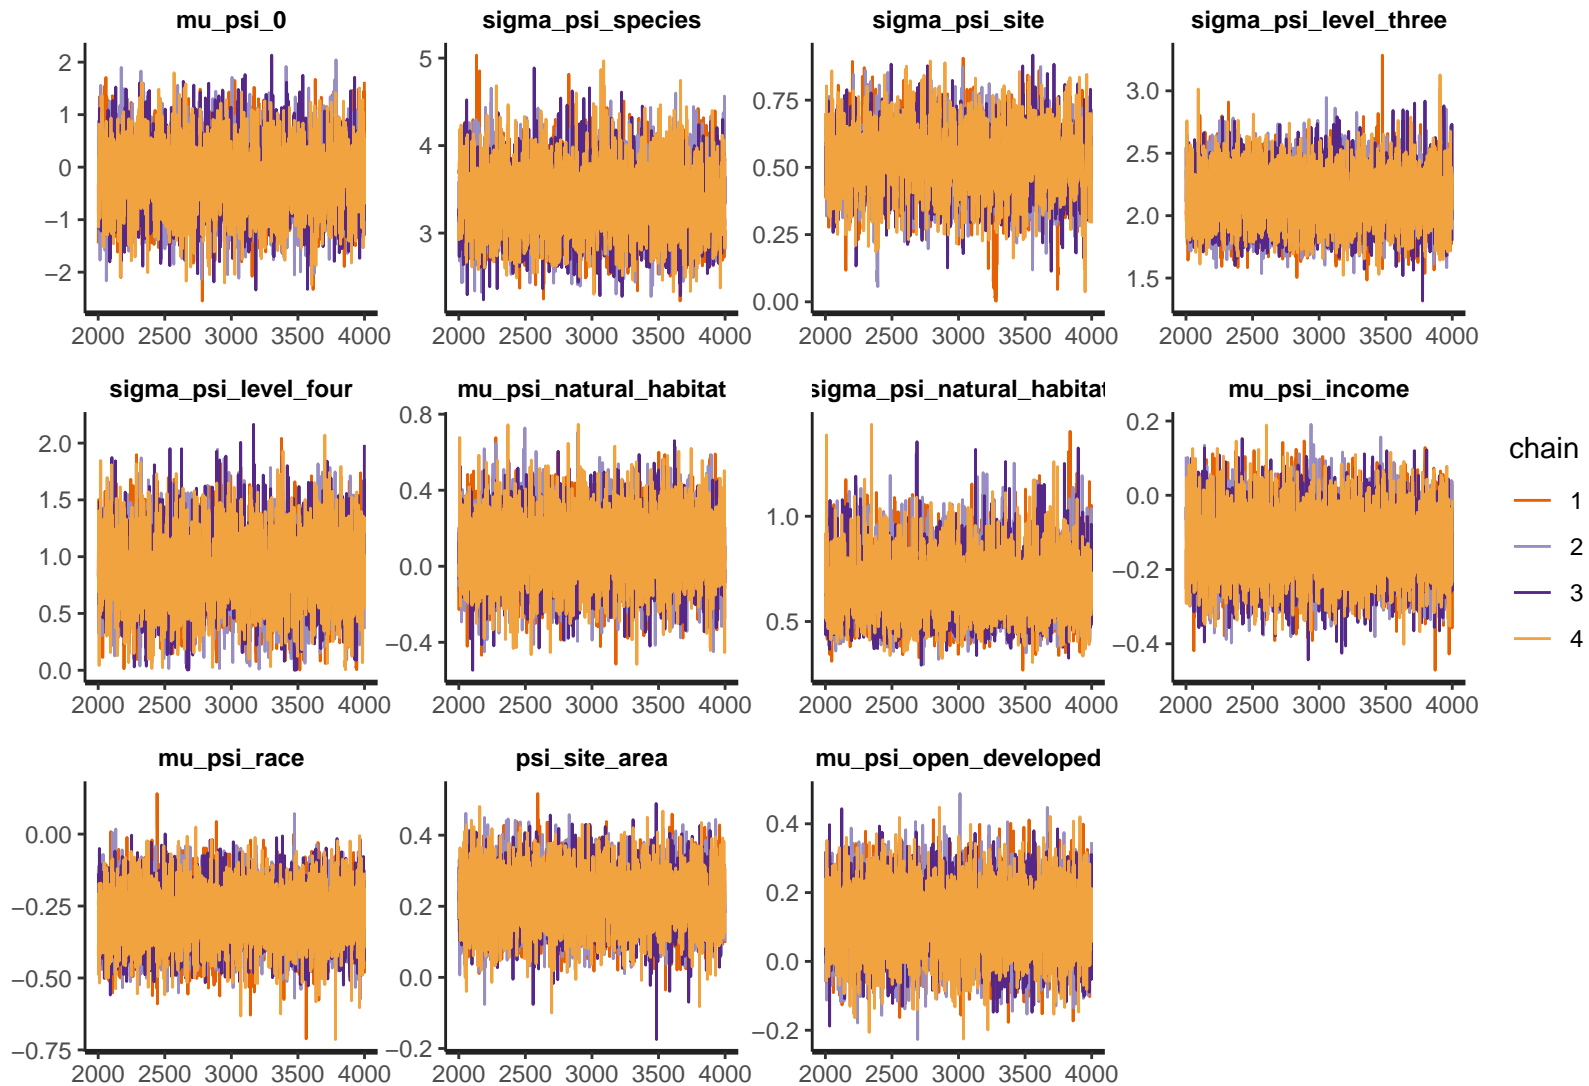 mu_psi_0 sigma_psi_species sigma_psi_site sigma_psi_level_three
2 5 0.75 3.0
1 4 0.50 2.5
0 3 0.25 2.0
−1 0.00 1.5
−2
2000 2500 3000 3500 4000 2000 2500 3000 3500 4000 2000 2500 3000 3500 4000 2000 2500 3000 3500 4000
sigma_psi_level_four mu_psi_natural_habitat sigma_psi_natural_habitat mu_psi_income
2.0 0.8 1.0 0.2
1.5 0.4 0.5 0.0
1.0 0.0 −0.2
0.5 −0.4 −0.4
0.0
2000 2500 3000 3500 4000 2000 2500 3000 3500 4000 2000 2500 3000 3500 4000 2000 2500 3000 3500 4000
chain
1
2
3
4
mu_psi_race psi_site_area mu_psi_open_developed
0.00 0.4 0.4
−0.25 0.2 0.2
−0.50 0.0 0.0
−0.75 −0.2 −0.2
2000 2500 3000 3500 4000 2000 2500 3000 3500 4000 2000 2500 3000 3500 4000